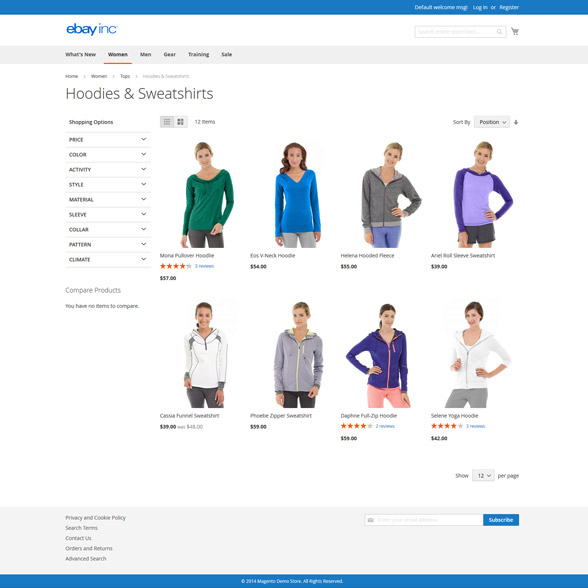 Default welcome msg! Log In or Register
ebay inc
Search entire store here...
What's New Women Men Gear Training Sale
Home > Women > Tops > Hoodies & Sweatshirts
Hoodies & Sweatshirts
Shopping Options
12 Items
Sort By Position
PRICE
COLOR
ACTIVITY
STYLE
MATERIAL
SLEEVE
COLLAR
PATTERN
CLIMATE
Compare Products
You have no items to compare.
Mona Pullover Hoodlie
3 reviews
$57.00
Eos V-Neck Hoodie
$54.00
Helena Hooded Fleece
$55.00
Ariel Roll Sleeve Sweatshirt
$39.00
Cassia Funnel Sweatshirt
$39.00 was $48.00
Phoebe Zipper Sweatshirt
$59.00
Daphne Full-Zip Hoodie
2 reviews
$59.00
Selene Yoga Hoodie
3 reviews
$42.00
Show 12 per page
Privacy and Cookie Policy
Search Terms
Contact Us
Orders and Returns
Advanced Search
Enter your email address
Subscribe
© 2014 Magento Demo Store. All Rights Reserved.